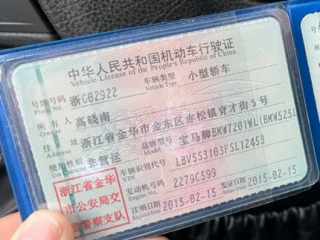 中华人民共和国机动车行驶证
Vehicle License of the People's Republic of China
号牌号码 浙G02922 车辆类型 小型轿车
Plate No. Vehicle Type
所有人 高晓南
住址 浙江省金华市金东区赤松镇育才街5号
使用性质 非营运 品牌型号 宝马牌BMW7201WL(BMW525L
车辆识别代号 LBV5S3103FSL12453
浙江省金华 发动机号码 2279C599
市公安局交 注册日期 2015-02-15 发证日期 2015-02-15
警察支队